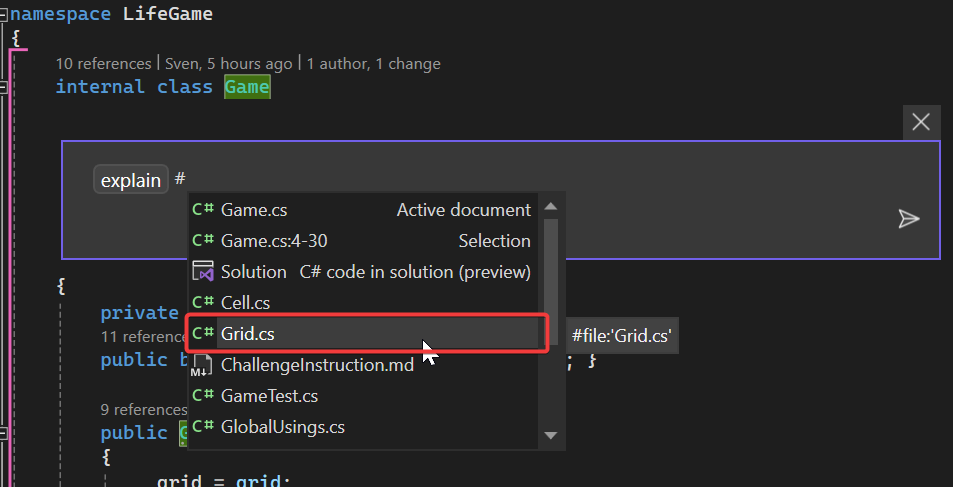 namespace LifeGame
{
10 references | Sven, 5 hours ago | 1 author, 1 change
internal class Game
explain #
C# Game.cs Active document
C# Game.cs:4-30 Selection
Solution C# code in solution (preview)
C# Cell.cs
{
private
C# Grid.cs
#file:'Grid.cs'
11 reference
public b
; }
M↓ ChallengeInstruction.md
C# GameTest.cs
9 references
C# GlobalUsings.cs
public G
{
grid = grid;